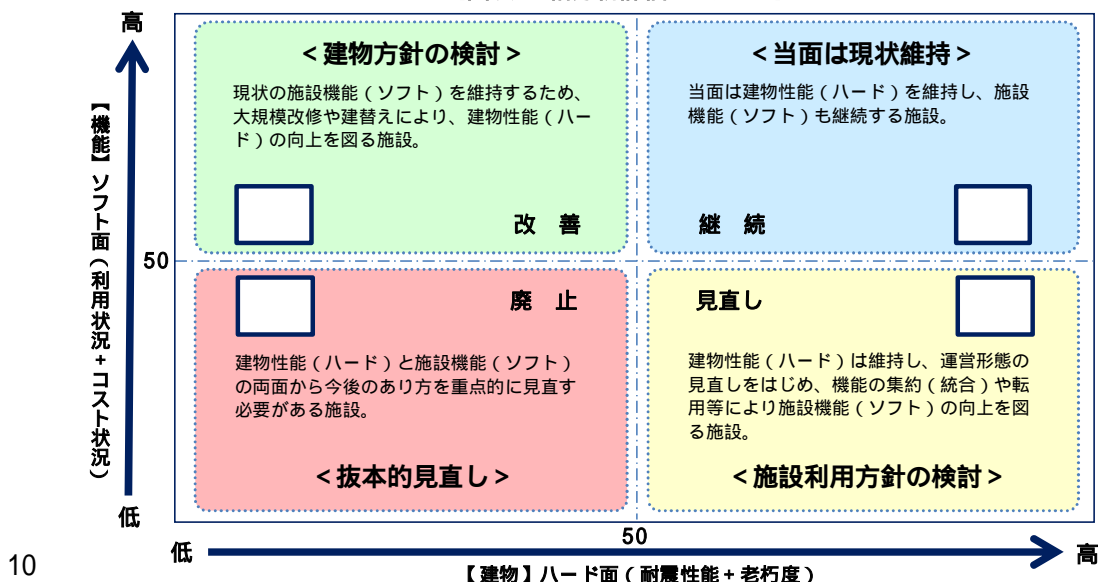 高
<建物方針の検討>
現状の施設機能(ソフト)を維持するため、
大規模改修や建替えにより、建物性能(ハー
ド)の向上を図る施設。
改 善
<当面は現状維持>
当面は建物性能(ハード)を維持し、施設
機能(ソフト)も継続する施設。
継 続
【機能】ソフト面(利用状況+コスト状況)
50
廃 止
建物性能(ハード)と施設機能(ソフト)
の両面から今後のあり方を重点的に見直す
必要がある施設。
<抜本的見直し>
見直し
建物性能(ハード)は維持し、運営形態の
見直しをはじめ、機能の集約(統合)や転
用等により施設機能(ソフト)の向上を図
る施設。
<施設利用方針の検討>
低
低
50
高
【建物】ハード面(耐震性能+老朽度)
10